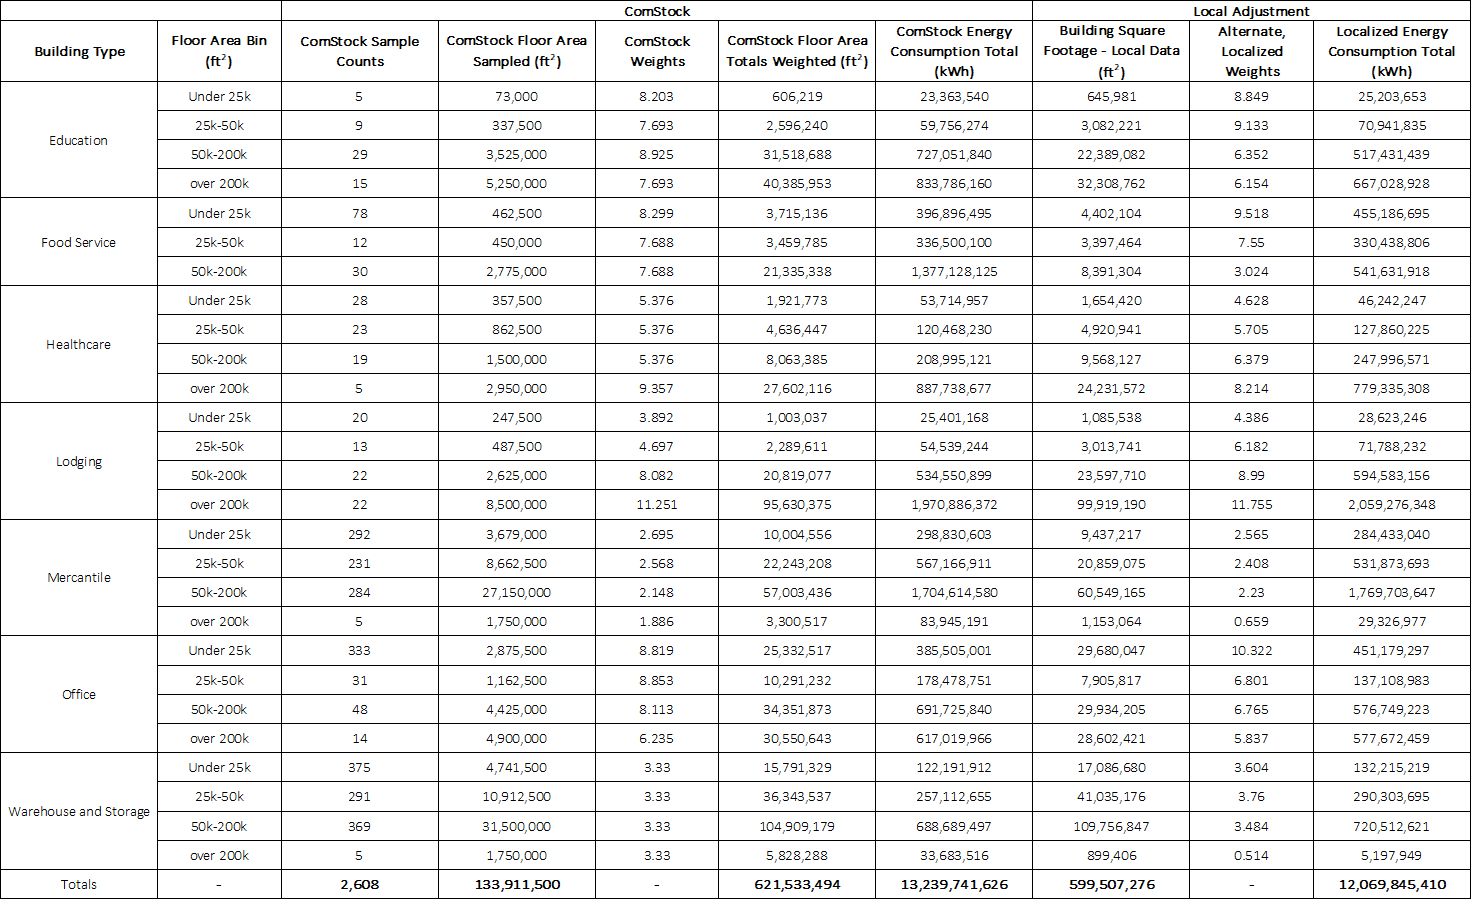 ComStock Local Adjustment
Building Type Floor Area Bin (ft²) ComStock Sample Counts ComStock Floor Area Sampled (ft²) ComStock Weights ComStock Floor Area Totals Weighted (ft²) ComStock Energy Consumption Total (kWh) Building Square Footage - Local Data (ft²) Alternate, Localized Weights Localized Energy Consumption Total (kWh)
Education
Under 25k 5 73,000 8.203 606,219 23,363,540 645,981 8.849 25,203,653
25k-50k 9 337,500 7.693 2,596,240 59,756,274 3,082,221 9.133 70,941,835
50k-200k 29 3,525,000 8.925 31,518,688 727,051,840 22,389,082 6.352 517,431,439
over 200k 15 5,250,000 7.693 40,385,953 833,786,160 32,308,762 6.154 667,028,928
Food Service
Under 25k 78 462,500 8.299 3,715,136 396,896,495 4,402,104 9.518 455,186,695
25k-50k 12 450,000 7.688 3,459,785 336,500,100 3,397,464 7.55 330,438,806
50k-200k 30 2,775,000 7.688 21,335,338 1,377,128,125 8,391,304 3.024 541,631,918
Healthcare
Under 25k 28 357,500 5.376 1,921,773 53,714,957 1,654,420 4.628 46,242,247
25k-50k 23 862,500 5.376 4,636,447 120,468,230 4,920,941 5.705 127,860,225
50k-200k 19 1,500,000 5.376 8,063,385 208,995,121 9,568,127 6.379 247,996,571
over 200k 5 2,950,000 9.357 27,602,116 887,738,677 24,231,572 8.214 779,335,308
Lodging
Under 25k 20 247,500 3.892 1,003,037 25,401,168 1,085,538 4.386 28,623,246
25k-50k 13 487,500 4.697 2,289,611 54,539,244 3,013,741 6.182 71,788,232
50k-200k 22 2,625,000 8.082 20,819,077 534,550,899 23,597,710 8.99 594,583,156
over 200k 22 8,500,000 11.251 95,630,375 1,970,886,372 99,919,190 11.755 2,059,276,348
Mercantile
Under 25k 292 3,679,000 2.695 10,004,556 298,830,603 9,437,217 2.565 284,433,040
25k-50k 231 8,662,500 2.568 22,243,208 567,166,911 20,859,075 2.408 531,873,693
50k-200k 284 27,150,000 2.148 57,003,436 1,704,614,580 60,549,165 2.23 1,769,703,647
over 200k 5 1,750,000 1.886 3,300,517 83,945,191 1,153,064 0.659 29,326,977
Office
Under 25k 333 2,875,500 8.819 25,332,517 385,505,001 29,680,047 10.322 451,179,297
25k-50k 31 1,162,500 8.853 10,291,232 178,478,751 7,905,817 6.801 137,108,983
50k-200k 48 4,425,000 8.113 34,351,873 691,725,840 29,934,205 6.765 576,749,223
over 200k 14 4,900,000 6.235 30,550,643 617,019,966 28,602,421 5.837 577,672,459
Warehouse and Storage
Under 25k 375 4,741,500 3.33 15,791,329 122,191,912 17,086,680 3.604 132,215,219
25k-50k 291 10,912,500 3.33 36,343,537 257,112,655 41,035,176 3.76 290,303,695
50k-200k 369 31,500,000 3.33 104,909,179 688,689,497 109,756,847 3.484 720,512,621
over 200k 5 1,750,000 3.33 5,828,288 33,683,516 899,406 0.514 5,197,949
Totals - 2,608 133,911,500 - 621,533,494 13,239,741,626 599,507,276 - 12,069,845,410